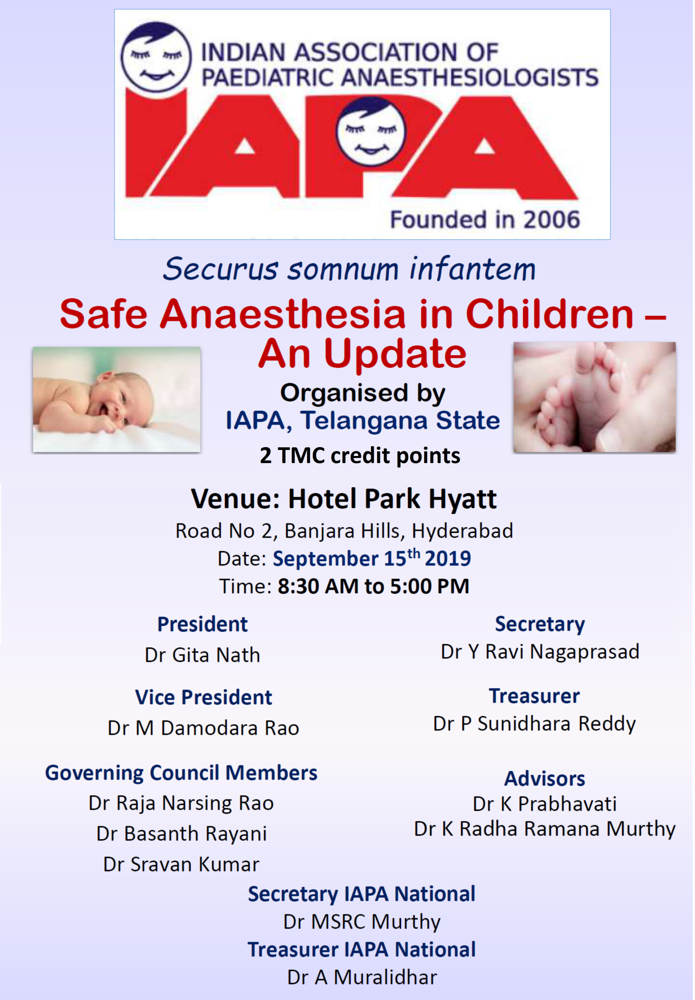 INDIAN ASSOCIATION OF
PAEDIATRIC ANAESTHESIOLOGISTS
IAPA
Founded in 2006
Securus somnum infantem
Safe Anaesthesia in Children –
An Update
Organised by
IAPA, Telangana State
2 TMC credit points
Venue: Hotel Park Hyatt
Road No 2, Banjara Hills, Hyderabad
Date: September 15th 2019
Time: 8:30 AM to 5:00 PM
President
Dr Gita Nath
Secretary
Dr Y Ravi Nagaprasad
Vice President
Dr M Damodara Rao
Treasurer
Dr P Sunidhara Reddy
Governing Council Members
Dr Raja Narsing Rao
Dr Basanth Rayani
Dr Sravan Kumar
Advisors
Dr K Prabhavati
Dr K Radha Ramana Murthy
Secretary IAPA National
Dr MSRC Murthy
Treasurer IAPA National
Dr A Muralidhar